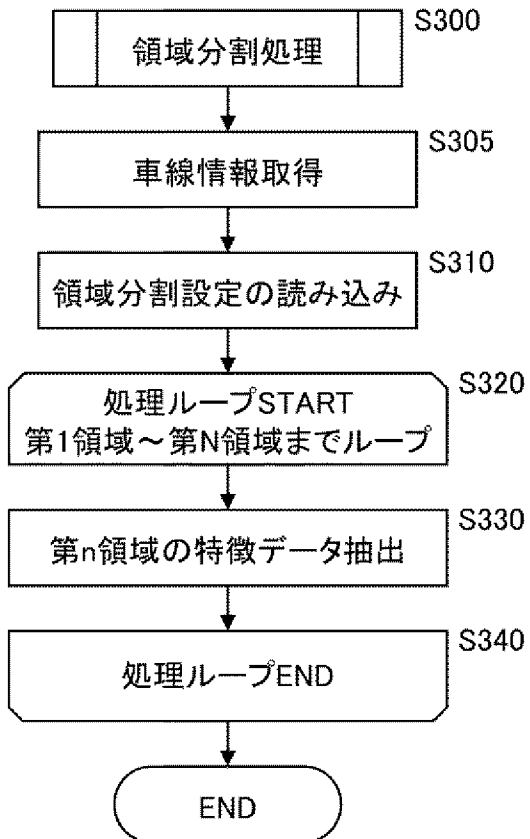 S300
領域分割処理
S305
車線情報取得
S310
領域分割設定の読み込み
S320
処理ループSTART
第1領域～第N領域までループ
S330
第n領域の特徴データ抽出
S340
処理ループEND
END